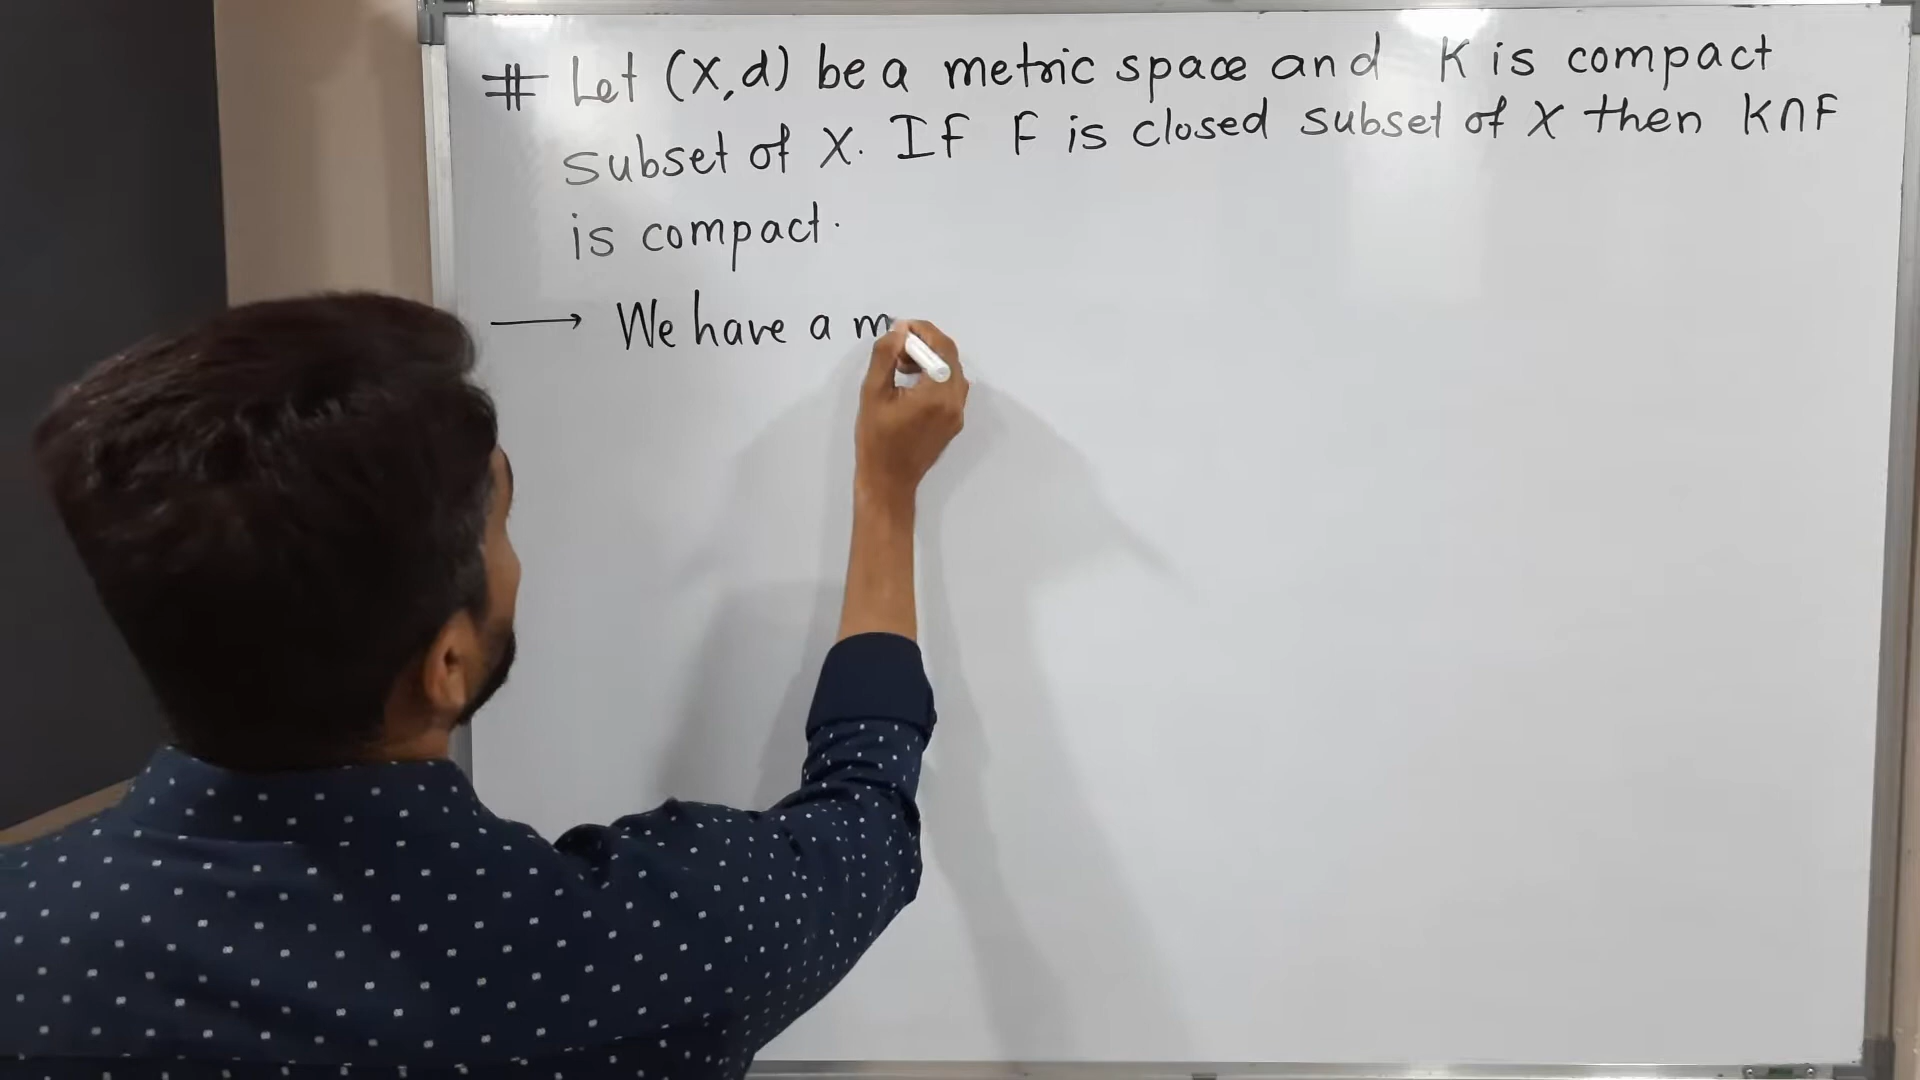 # Let (X,d) be a metric space and K is compact
subset of X. If F is closed subset of X then K∩F
is compact.
→ We have a m